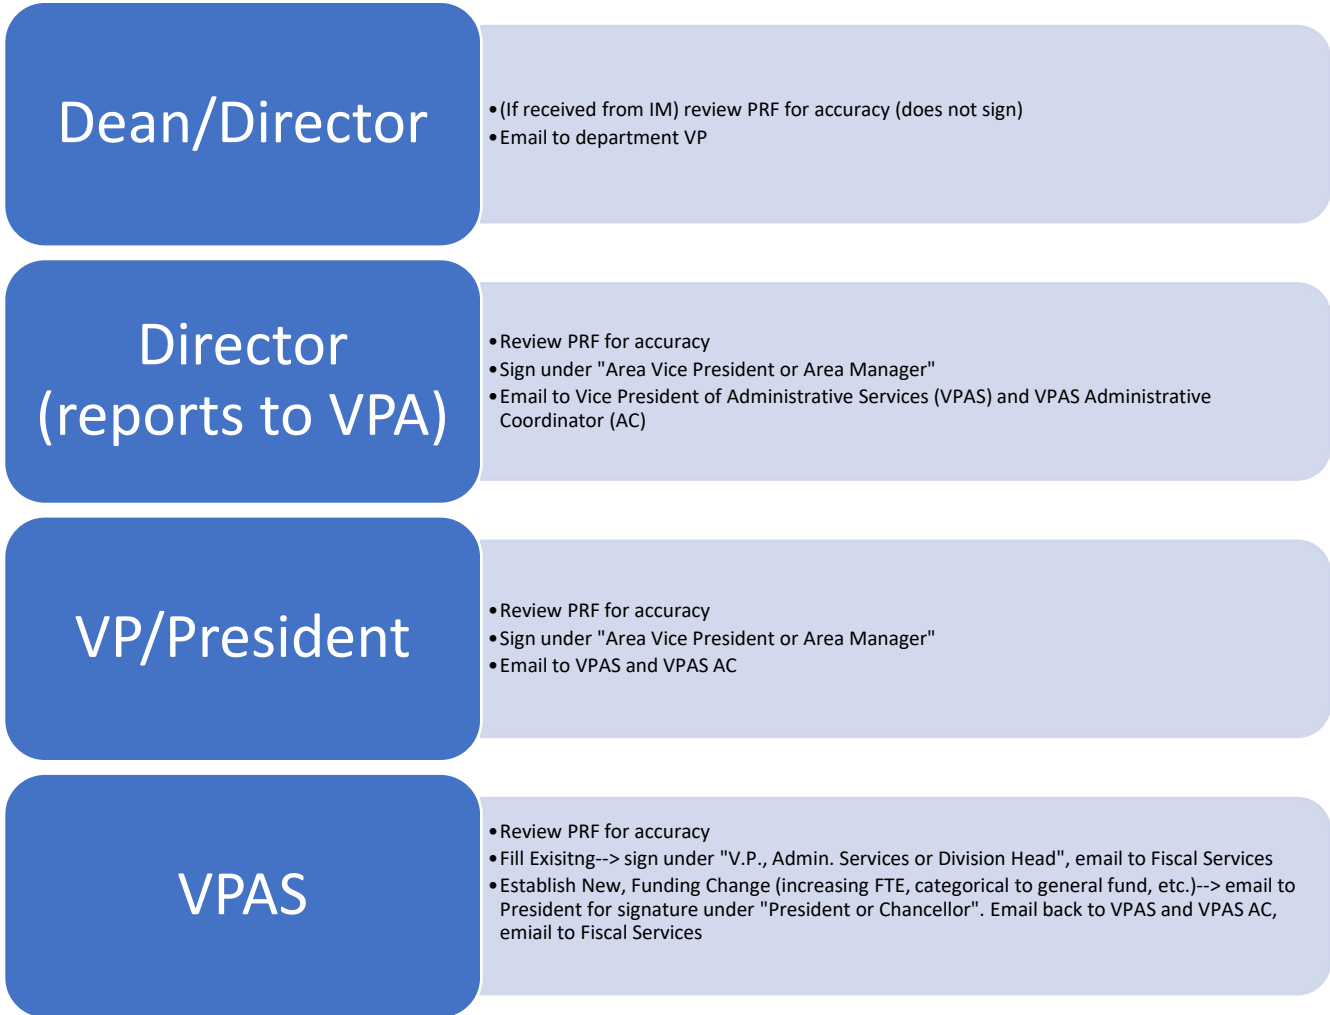 Dean/Director
•(If received from IM) review PRF for accuracy (does not sign)
•Email to department VP
Director
(reports to VPA)
•Review PRF for accuracy
•Sign under "Area Vice President or Area Manager"
•Email to Vice President of Administrative Services (VPAS) and VPAS Administrative
Coordinator (AC)
VP/President
•Review PRF for accuracy
•Sign under "Area Vice President or Area Manager"
•Email to VPAS and VPAS AC
VPAS
•Review PRF for accuracy
•Fill Exisitng--> sign under "V.P., Admin. Services or Division Head", email to Fiscal Services
•Establish New, Funding Change (increasing FTE, categorical to general fund, etc.)--> email to
President for signature under "President or Chancellor". Email back to VPAS and VPAS AC,
emiail to Fiscal Services